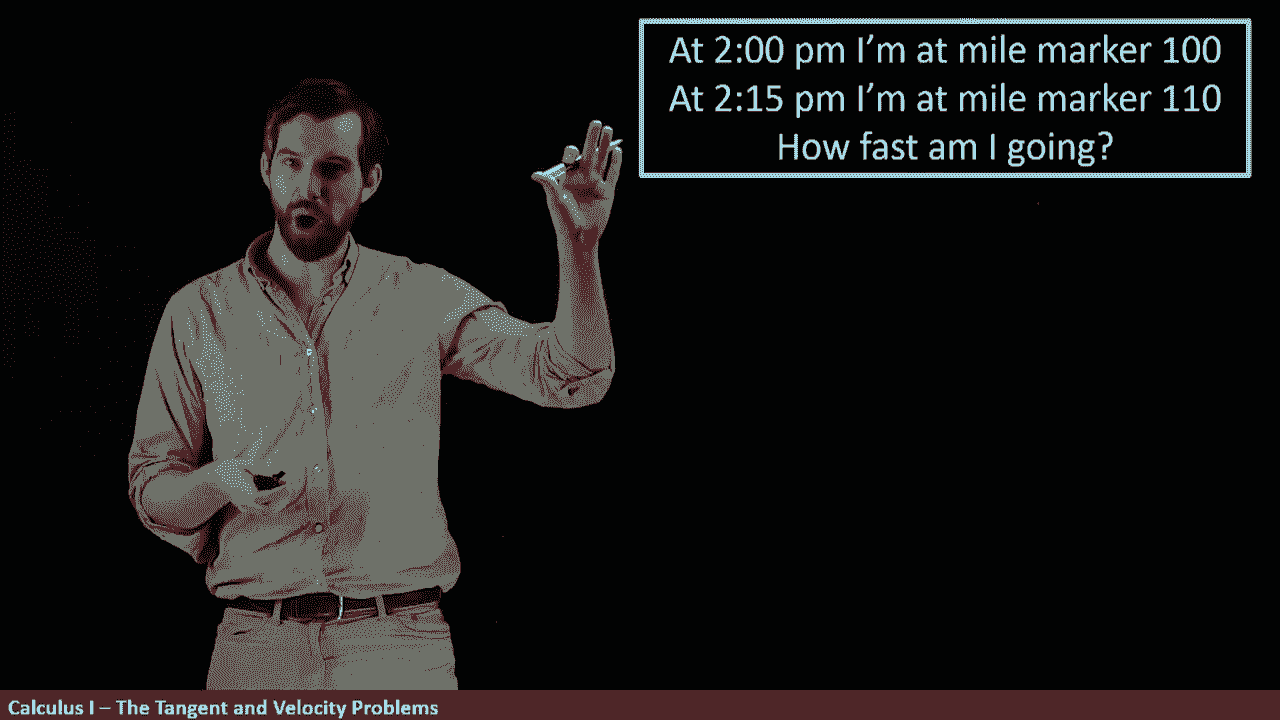 At 2:00 pm I’m at mile marker 100
At 2:15 pm I’m at mile marker 110
How fast am I going?
Calculus I – The Tangent and Velocity Problems